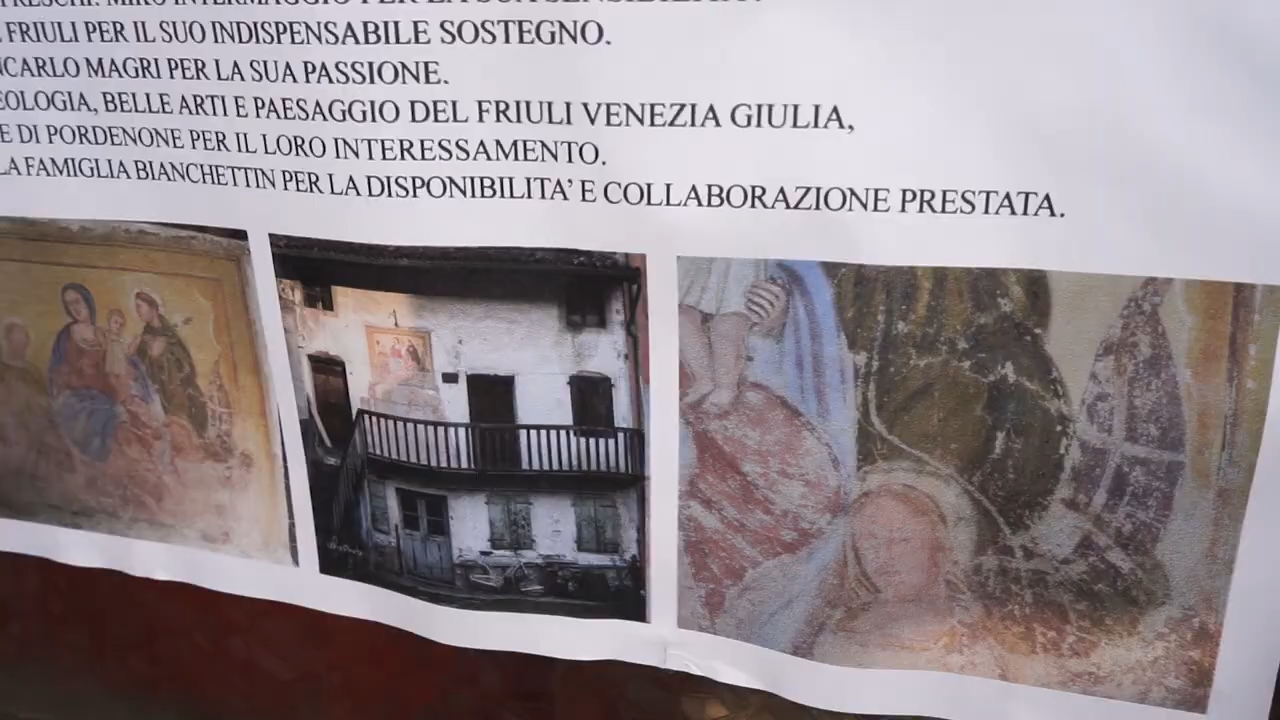 FRIULI PER IL SUO INDISPENSABILE SOSTEGNO.
CARLO MAGRI PER LA SUA PASSIONE.
EOLOGIA, BELLE ARTI E PAESAGGIO DEL FRIULI VENEZIA GIULIA,
E DI PORDENONE PER IL LORO INTERESSAMENTO.
LA FAMIGLIA BIANCHETTIN PER LA DISPONIBILITA' E COLLABORAZIONE PRESTATA.